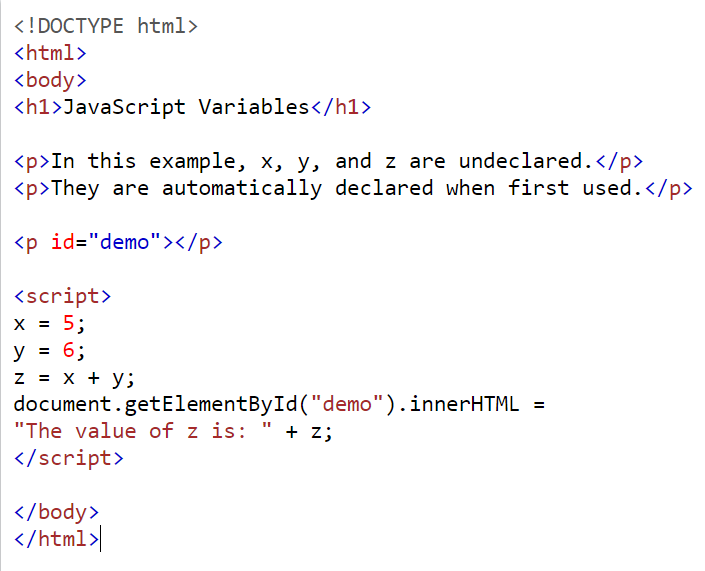 <!DOCTYPE html>
<html>
<body>
<h1>JavaScript Variables</h1>
<p>In this example, x, y, and z are undeclared.</p>
<p>They are automatically declared when first used.</p>
<p id="demo"></p>
<script>
x = 5;
y = 6;
z = x + y;
document.getElementById("demo").innerHTML =
"The value of z is: " + z;
</script>
</body>
</html>